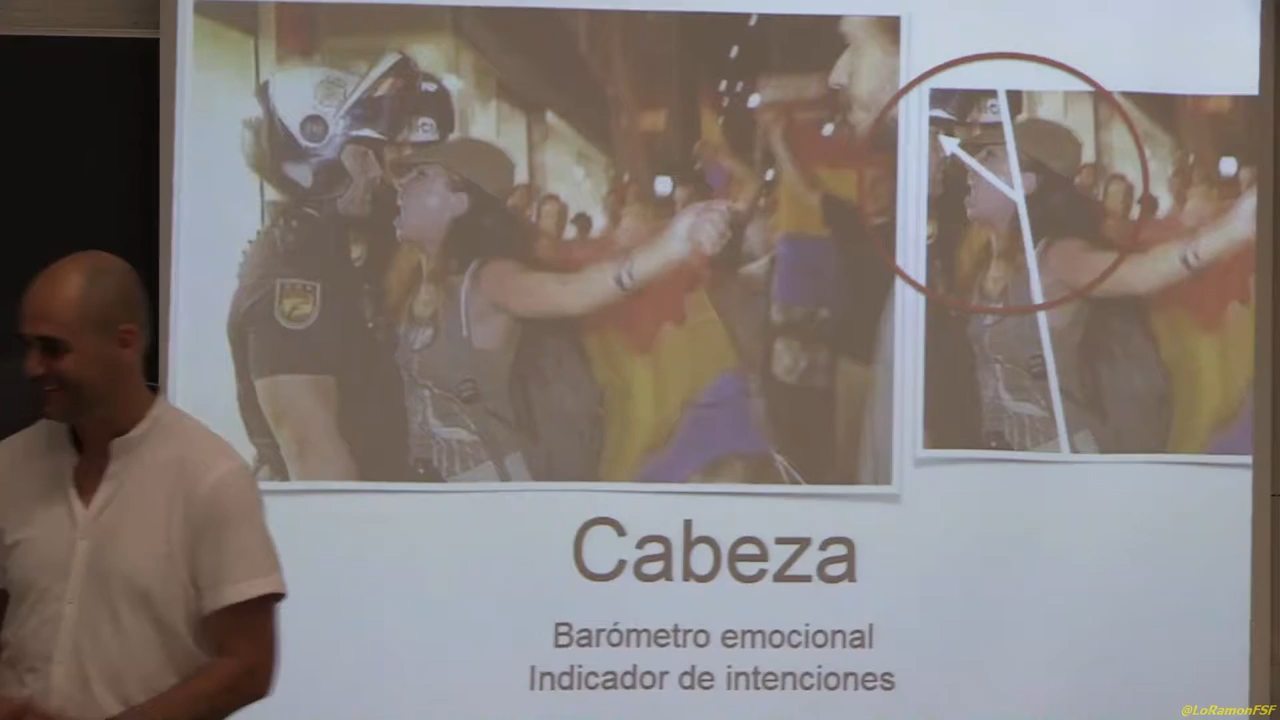 Cabeza
Barómetro emocional
Indicador de intenciones
@LoRamonFSF